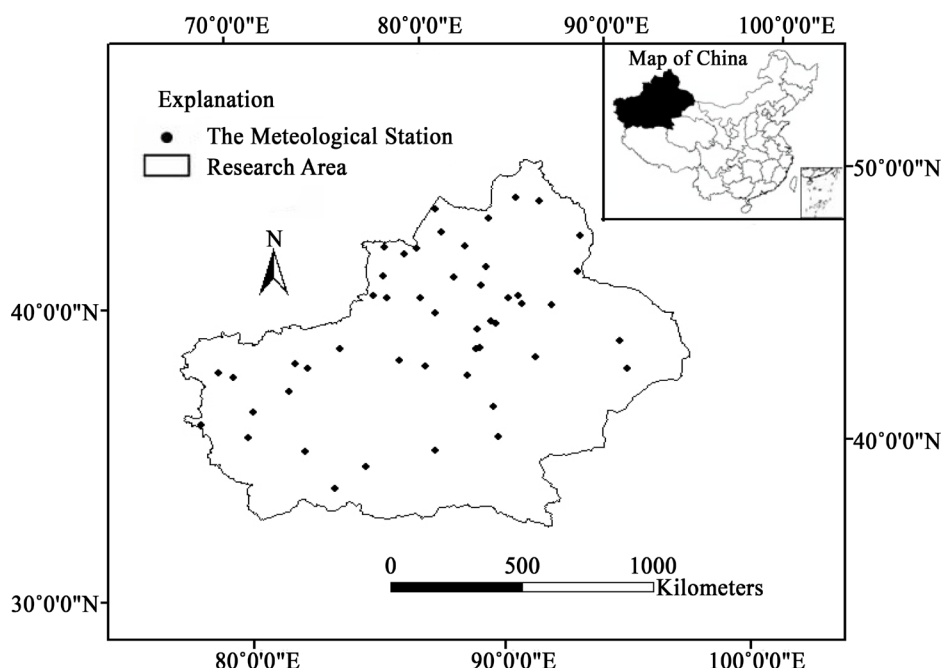 70°0'0"E 80°0'0"E 90°0'0"E 100°0'0"E
Map of China
Explanation
The Meteological Station
Research Area
50°0'0"N
N
40°0'0"N
40°0'0"N
0 500 1000
Kilometers
30°0'0"N
80°0'0"E 90°0'0"E 100°0'0"E